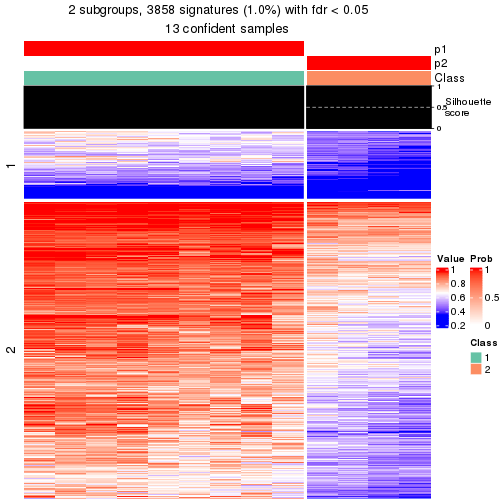 2 subgroups, 3858 signatures (1.0%) with fdr < 0.05
13 confident samples
p1
p2
Class
1
0.5
0
Silhouette
score
1
2
Value
1
0.8
0.6
0.4
0.2
Prob
1
0.5
0
Class
1
2